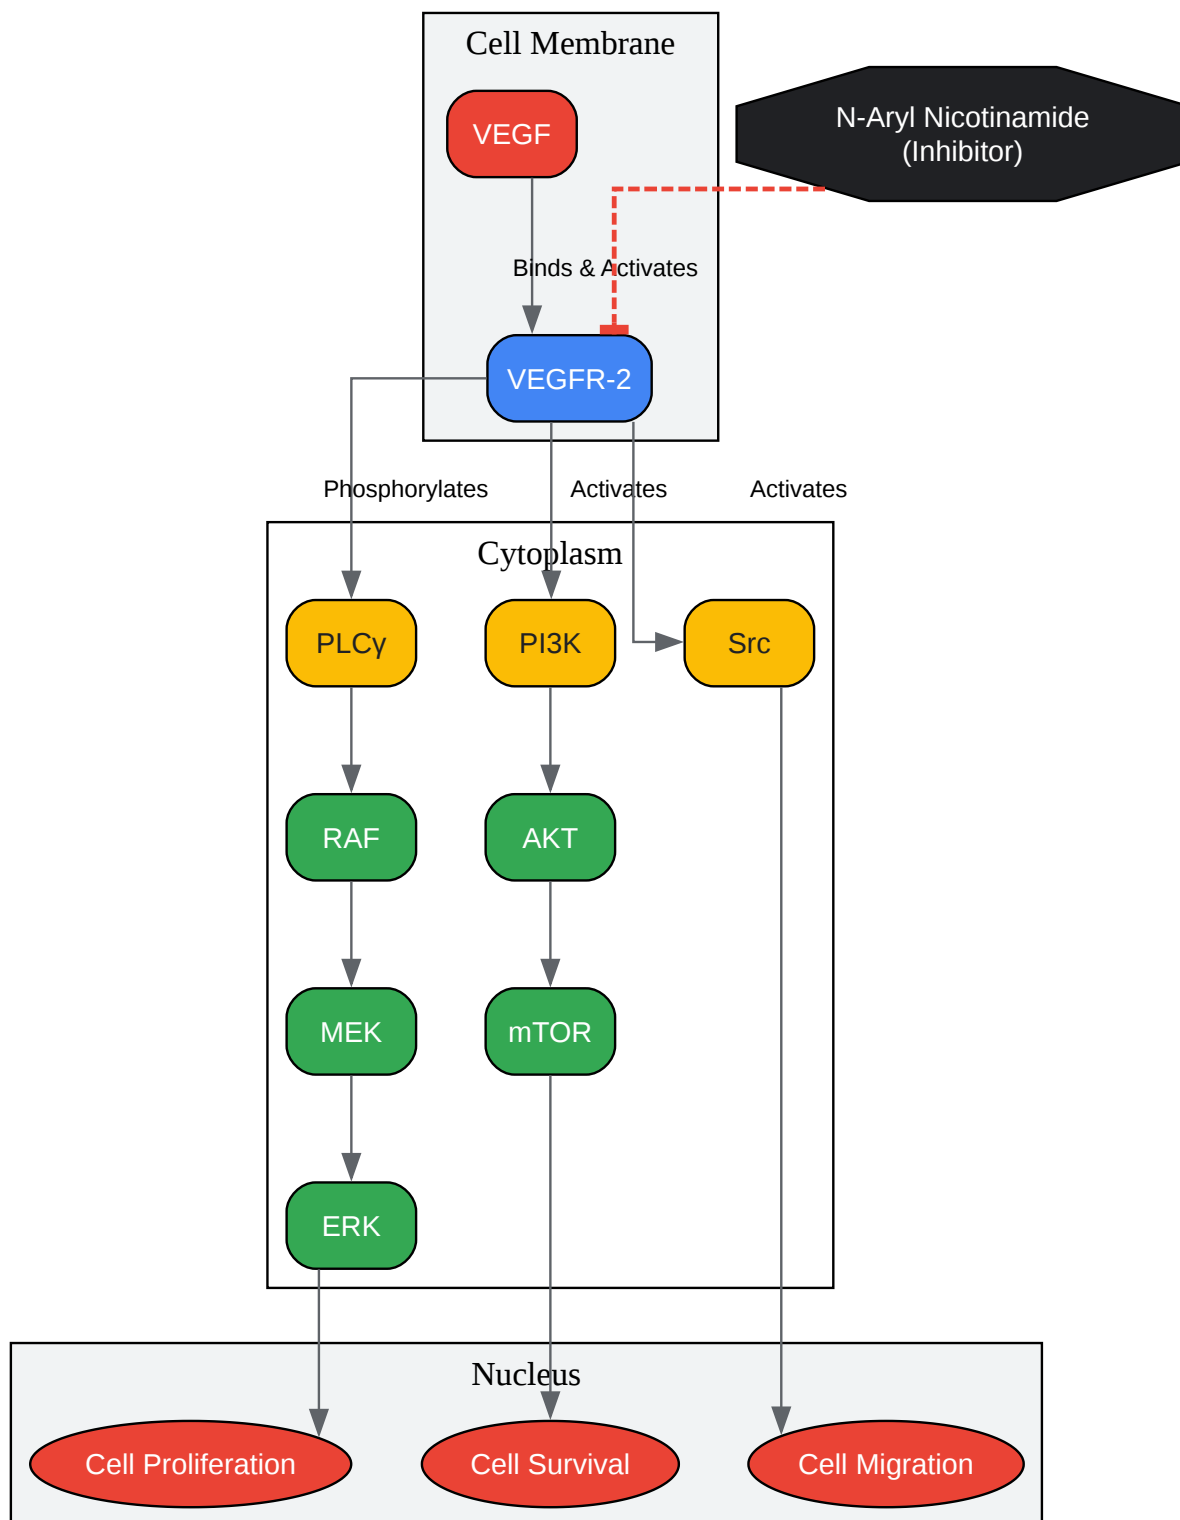 Cell Membrane
VEGF
N-Aryl Nicotinamide
(Inhibitor)
Binds & Activates
VEGFR-2
Phosphorylates
Activates
Activates
Cytoplasm
PLCγ
PI3K
Src
RAF
AKT
MEK
mTOR
ERK
Nucleus
Cell Proliferation
Cell Survival
Cell Migration